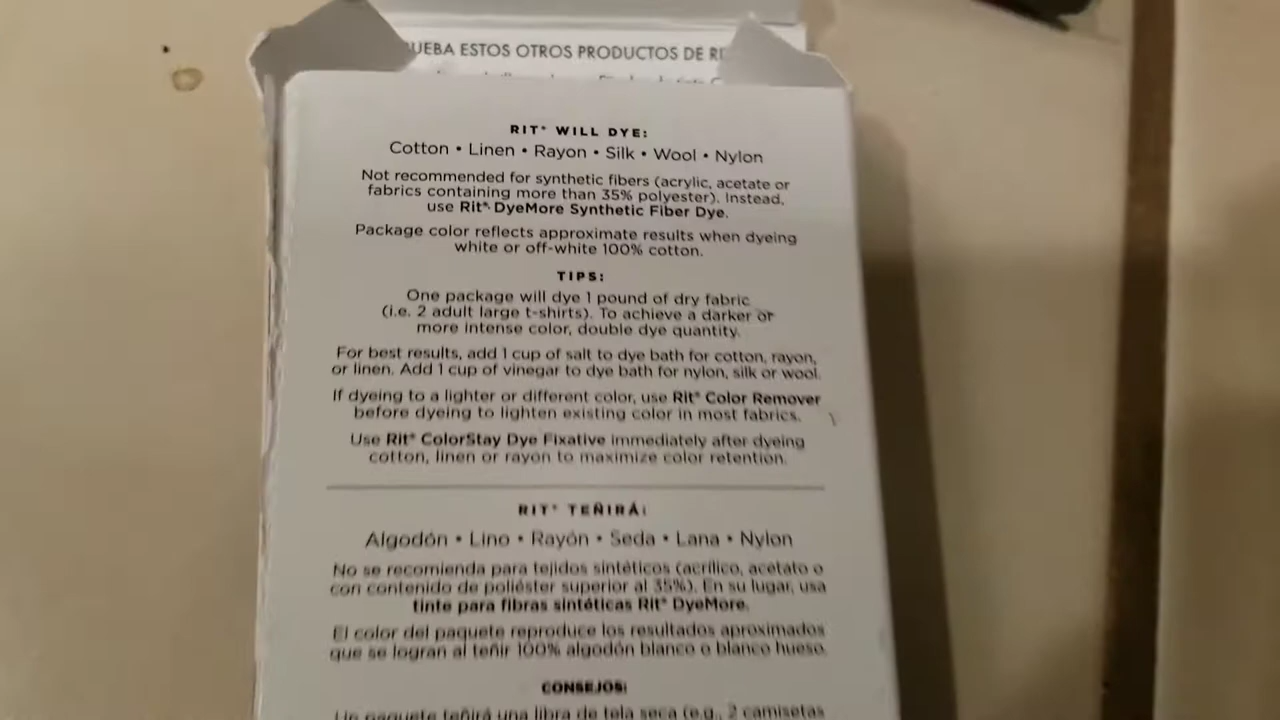 UEBA ESTOS OTROS PRODUCTOS DE RI
RIT® WILL DYE:
Cotton • Linen • Rayon • Silk • Wool • Nylon
Not recommended for synthetic fibers (acrylic, acetate or
fabrics containing more than 35% polyester). Instead,
use Rit® DyeMore Synthetic Fiber Dye.
Package color reflects approximate results when dyeing
white or off-white 100% cotton.
TIPS:
One package will dye 1 pound of dry fabric
(i.e. 2 adult large t-shirts). To achieve a darker or
more intense color, double dye quantity.
For best results, add 1 cup of salt to dye bath for cotton, rayon,
or linen. Add 1 cup of vinegar to dye bath for nylon, silk or wool.
If dyeing to a lighter or different color, use Rit® Color Remover
before dyeing to lighten existing color in most fabrics.
Use Rit® ColorStay Dye Fixative immediately after dyeing
cotton, linen or rayon to maximize color retention.
RIT® TEÑIRÁ:
Algodón • Lino • Rayón • Seda • Lana • Nylon
No se recomienda para tejidos sintéticos (acrílico, acetato o
con contenido de poliéster superior al 35%). En su lugar, usa
tinte para fibras sintéticas Rit® DyeMore.
El color del paquete reproduce los resultados aproximados
que se logran al teñir 100% algodón blanco o blanco hueso.
CONSEJOS:
Un paquete teñirá una libra de tela seca (e.g., 2 camisetas